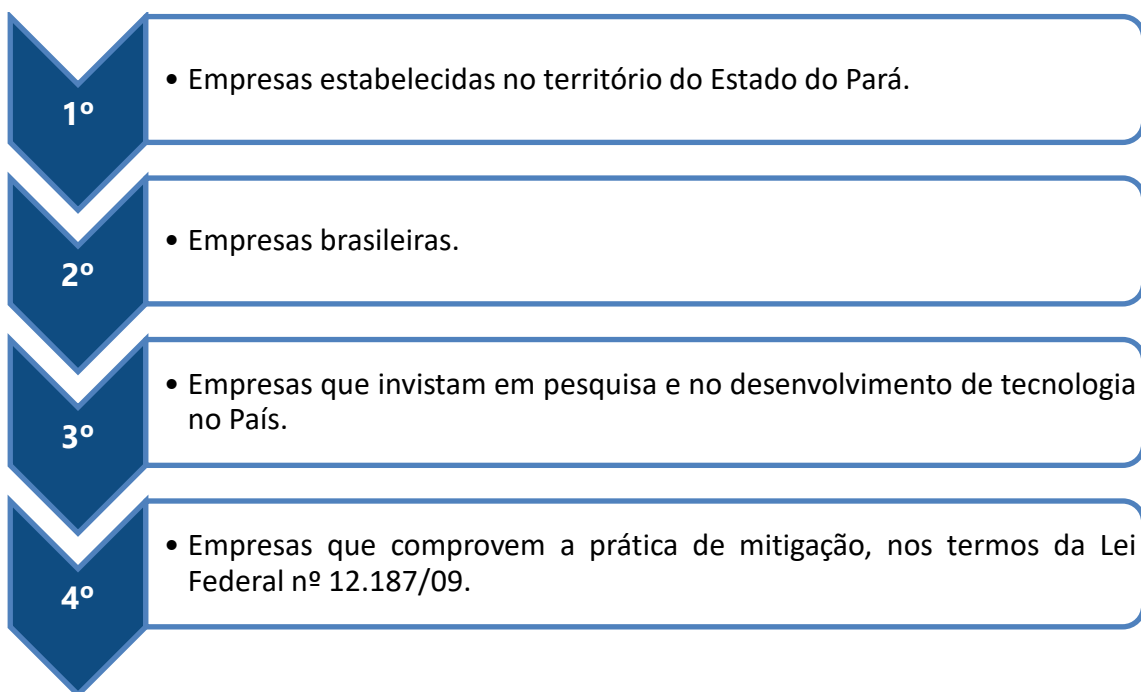 1º
• Empresas estabelecidas no território do Estado do Pará.
2º
• Empresas brasileiras.
3º
• Empresas que invistam em pesquisa e no desenvolvimento de tecnologia
no País.
4º
• Empresas que comprovem a prática de mitigação, nos termos da Lei
Federal nº 12.187/09.